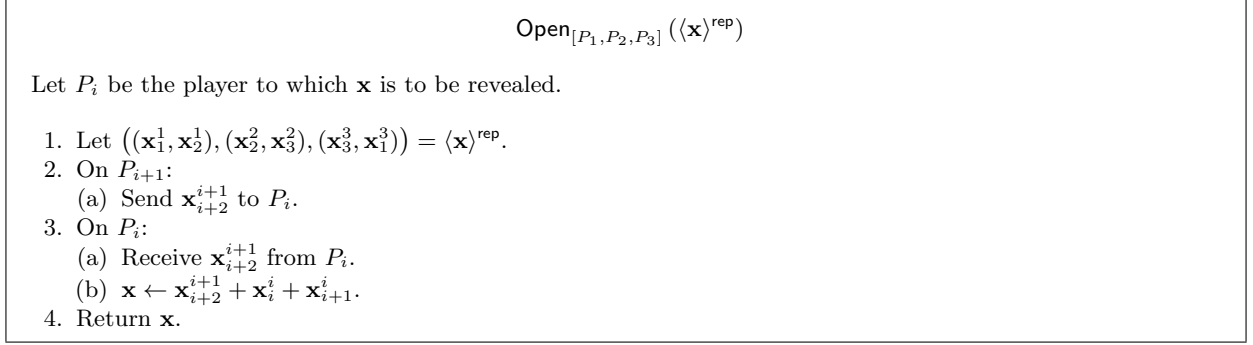 Open_{[P_1,P_2,P_3]} (⟨x⟩^{rep})
Let P_i be the player to which x is to be revealed.
1. Let ((x_1^1, x_2^1), (x_2^2, x_3^2), (x_3^3, x_1^3)) = ⟨x⟩^{rep}.
2. On P_{i+1}:
(a) Send x_{i+2}^{i+1} to P_i.
3. On P_i:
(a) Receive x_{i+2}^{i+1} from P_i.
(b) x ← x_{i+2}^{i+1} + x_i^i + x_{i+1}^i.
4. Return x.